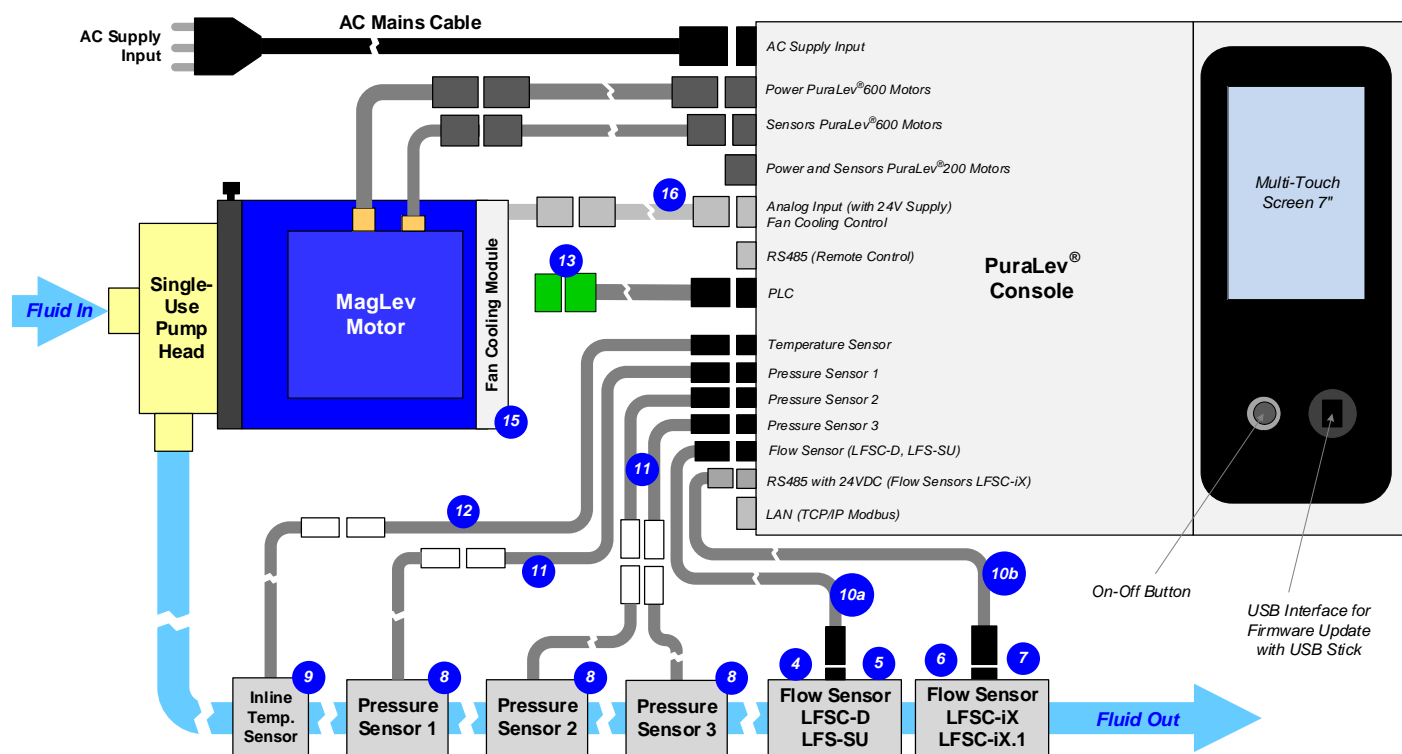 AC Mains Cable
AC Supply
Input
AC Supply Input
Power PuraLev®600 Motors
Sensors PuraLev®600 Motors
Power and Sensors PuraLev®200 Motors
16
Analog Input (with 24V Supply)
Fan Cooling Control
RS485 (Remote Control)
13
PLC
PuraLev®
Console
Multi-Touch
Screen 7"
Fluid In
Single-
Use
Pump
Head
MagLev
Motor
Fan Cooling Module
15
Temperature Sensor
Pressure Sensor 1
Pressure Sensor 2
Pressure Sensor 3
Flow Sensor (LFSC-D, LFS-SU)
RS485 with 24VDC (Flow Sensors LFSC-iX)
LAN (TCP/IP Modbus)
11
12
11
10a
10b
On-Off Button
USB Interface for
Firmware Update
with USB Stick
9
8
8
8
4
5
6
7
Inline
Temp.
Sensor
Pressure
Sensor 1
Pressure
Sensor 2
Pressure
Sensor 3
Flow Sensor
LFSC-D
LFS-SU
Flow Sensor
LFSC-iX
LFSC-iX.1
Fluid Out